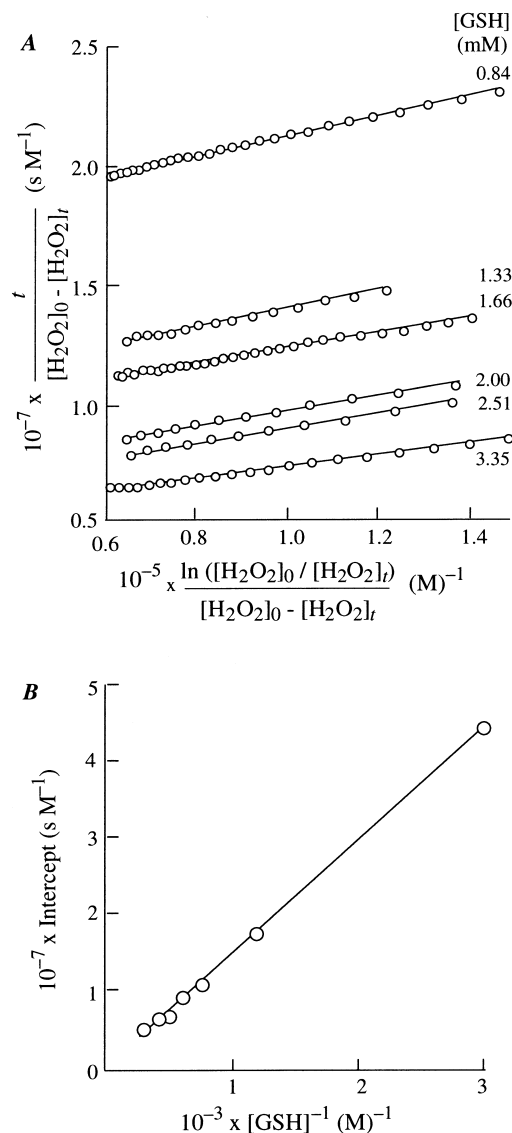 A
[GSH]
(mM)
0.84
1.33
1.66
2.00
2.51
3.35
2.5
2.0
1.5
1.0
0.5
10⁻⁷ x t / [H₂O₂]₀ - [H₂O₂]ₜ (s M⁻¹)
0.6 0.8 1.0 1.2 1.4
10⁻⁵ x ln ([H₂O₂]₀ / [H₂O₂]ₜ) / [H₂O₂]₀ - [H₂O₂]ₜ (M)⁻¹
B
5
4
3
2
1
0
10⁻⁷ x Intercept (s M⁻¹)
1 2 3
10⁻³ x [GSH]⁻¹ (M)⁻¹